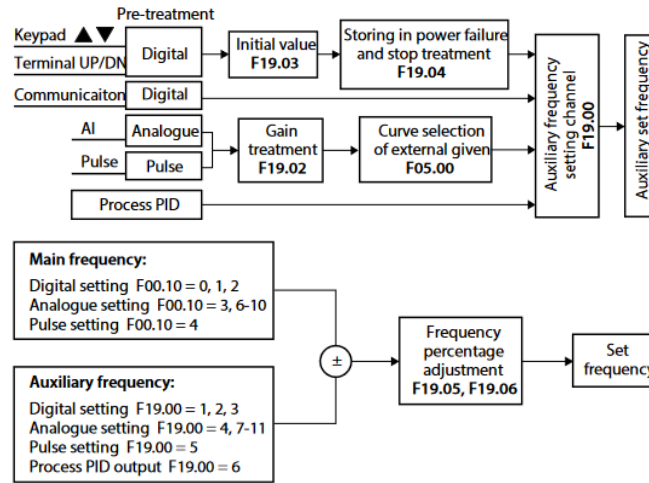 Pre-treatment
Keypad ▲▼
Terminal UP/DN
Digital
Initial value
F19.03
Storing in power failure
and stop treatment
F19.04
Communicaiton
Digital
AI
Analogue
Pulse
Pulse
Gain
treatment
F19.02
Curve selection
of external given
F05.00
Process PID
Auxiliary frequency
setting channel
F19.00
Auxiliary set frequency
Main frequency:
Digital setting F00.10 = 0, 1, 2
Analogue setting F00.10 = 3, 6-10
Pulse setting F00.10 = 4
Auxiliary frequency:
Digital setting F19.00 = 1, 2, 3
Analogue setting F19.00 = 4, 7-11
Pulse setting F19.00 = 5
Process PID output F19.00 = 6
±
Frequency
percentage
adjustment
F19.05, F19.06
Set
frequency